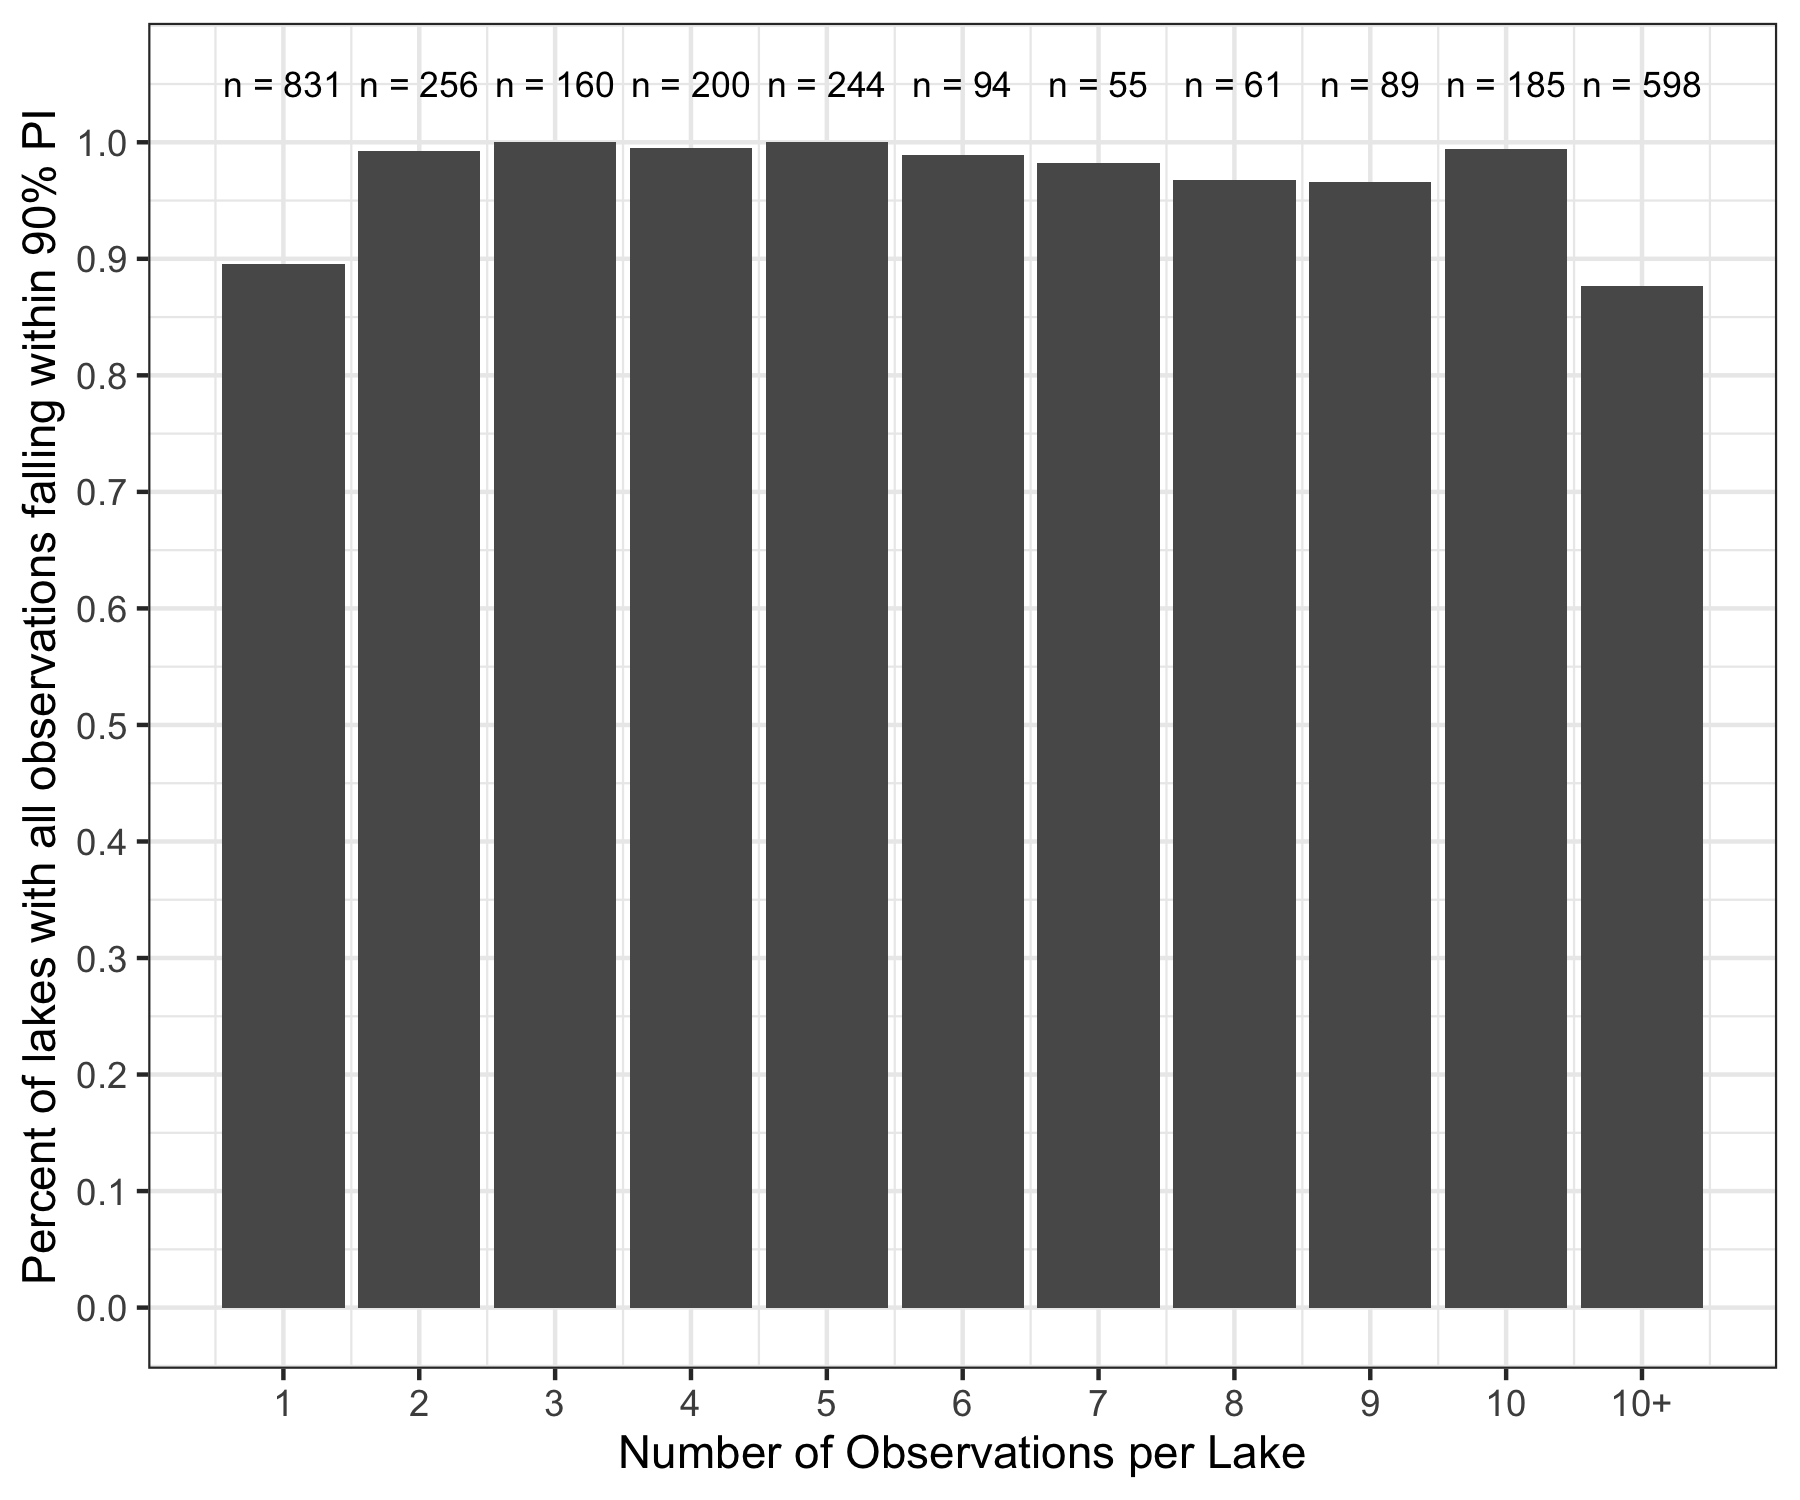 n = 831 n = 256 n = 160 n = 200 n = 244 n = 94 n = 55 n = 61 n = 89 n = 185 n = 598
Percent of lakes with all observations falling within 90% PI
1.0
0.9
0.8
0.7
0.6
0.5
0.4
0.3
0.2
0.1
0.0
1 2 3 4 5 6 7 8 9 10 10+
Number of Observations per Lake